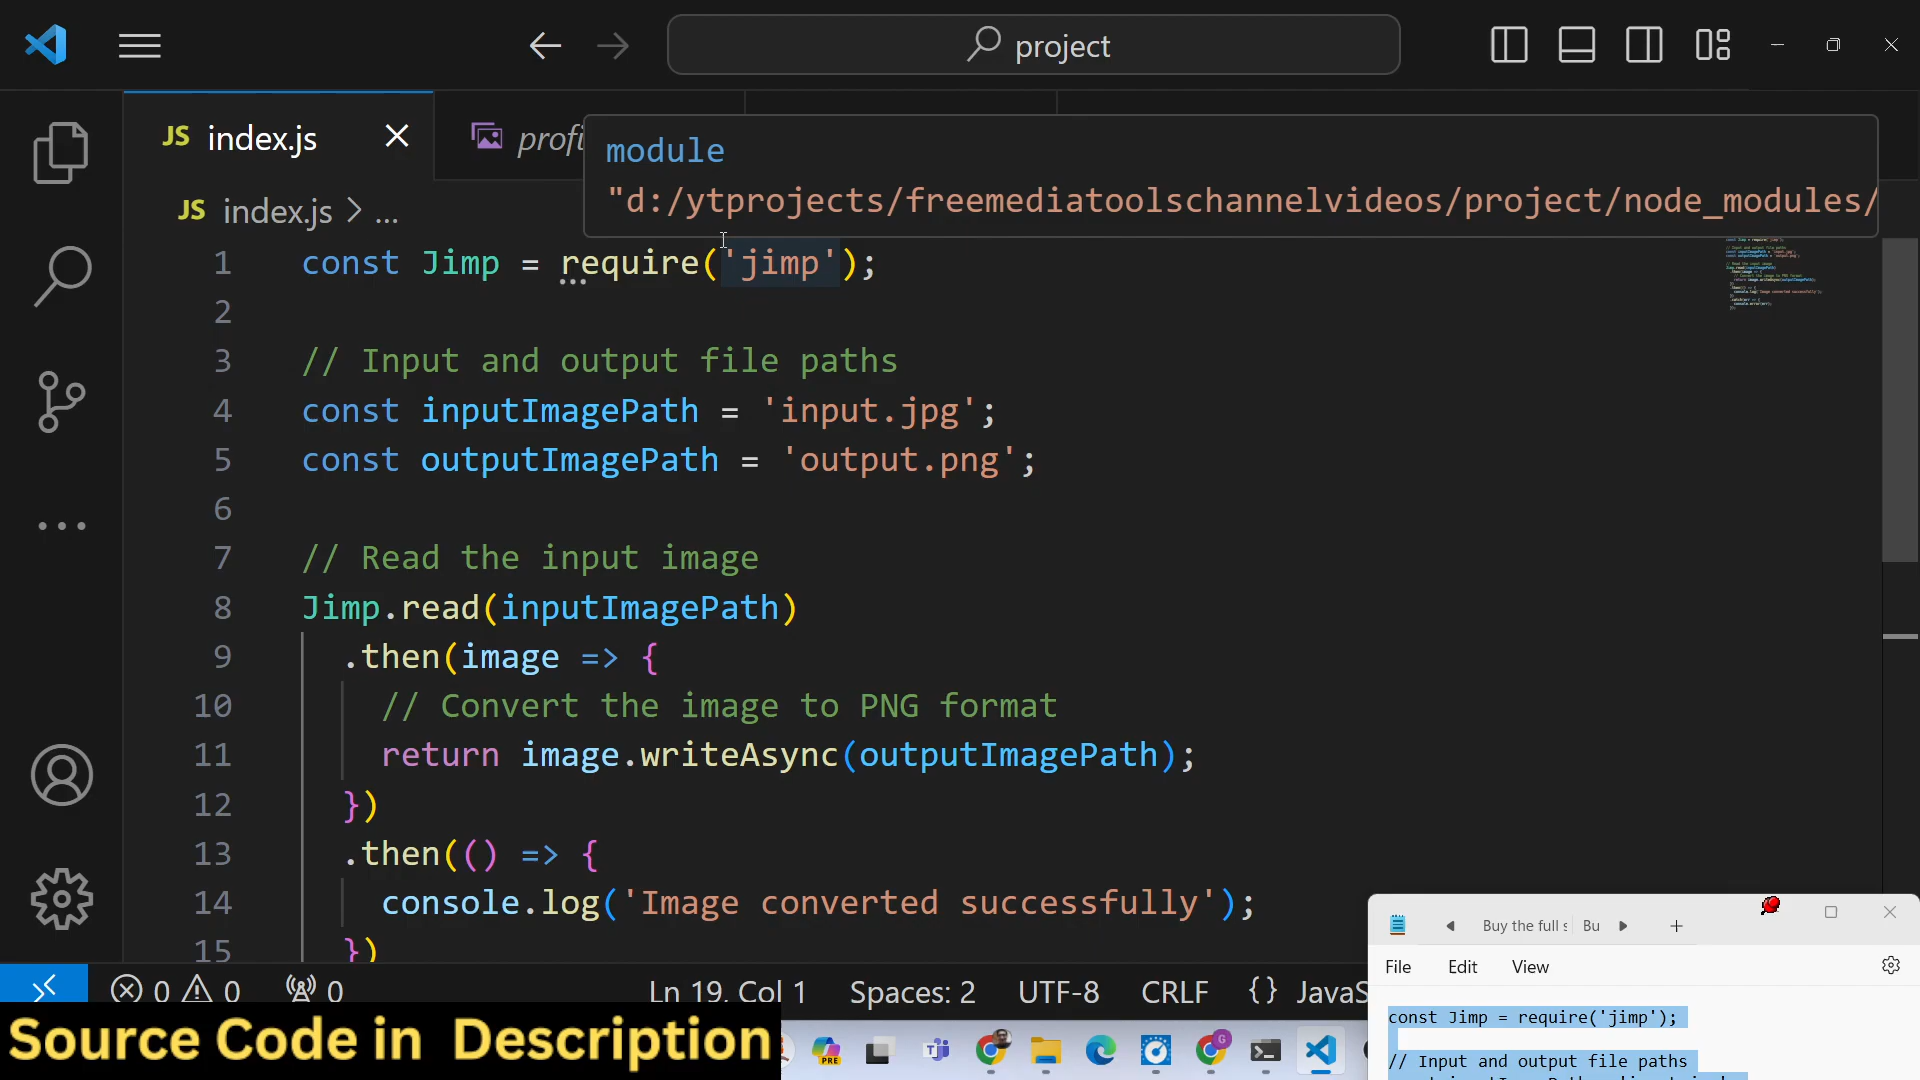 project
JS index.js
profi
module
"d:/ytprojects/freemediatoolschannelvideos/project/node_modules/
JS index.js > ...
1 const Jimp = require('jimp');
2
3 // Input and output file paths
4 const inputImagePath = 'input.jpg';
5 const outputImagePath = 'output.png';
6
7 // Read the input image
8 Jimp.read(inputImagePath)
9 .then(image => {
10 // Convert the image to PNG format
11 return image.writeAsync(outputImagePath);
12 })
13 .then(() => {
14 console.log('Image converted successfully');
15 })
0 0 0 Ln 19, Col 1 Spaces: 2 UTF-8 CRLF {} JavaS
Source Code in Description
PRE
Buy the full s Bu
File Edit View
const Jimp = require('jimp');
// Input and output file paths